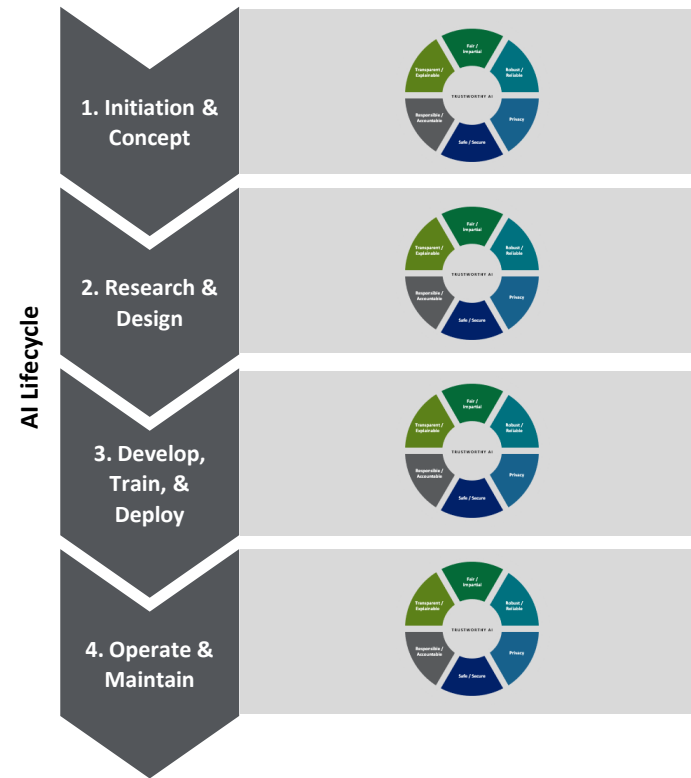 AI Lifecycle
1. Initiation &
Concept
Fair /
Impartial
Transparent /
Explainable
Robust /
Reliable
TRUSTWORTHY AI
Responsible /
Accountable
Privacy
Safe / Secure
2. Research &
Design
Fair /
Impartial
Transparent /
Explainable
Robust /
Reliable
TRUSTWORTHY AI
Responsible /
Accountable
Privacy
Safe / Secure
3. Develop,
Train, &
Deploy
Fair /
Impartial
Transparent /
Explainable
Robust /
Reliable
TRUSTWORTHY AI
Responsible /
Accountable
Privacy
Safe / Secure
4. Operate &
Maintain
Fair /
Impartial
Transparent /
Explainable
Robust /
Reliable
TRUSTWORTHY AI
Responsible /
Accountable
Privacy
Safe / Secure